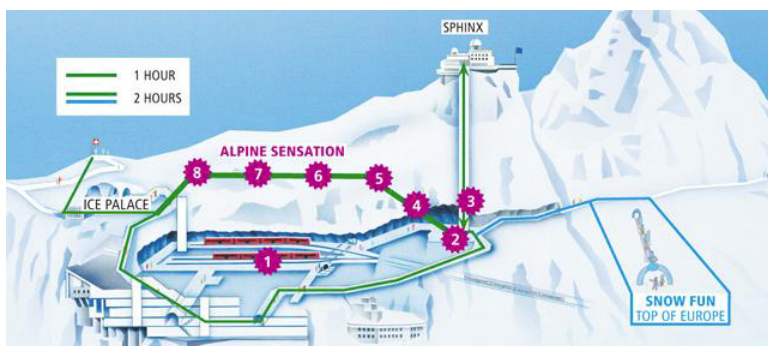 SPHINX
1 HOUR
2 HOURS
ALPINE SENSATION
8
7
6
5
4
3
2
1
ICE PALACE
SNOW FUN
TOP OF EUROPE